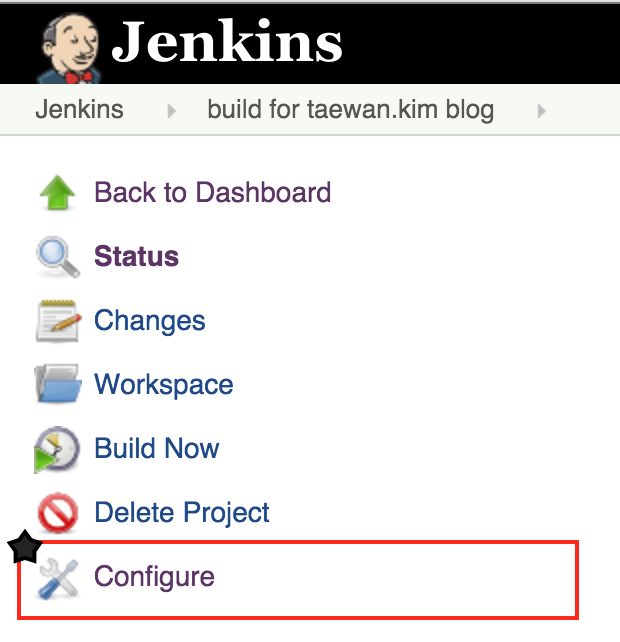 Jenkins
Jenkins build for taewan.kim blog
Back to Dashboard
Status
Changes
Workspace
Build Now
Delete Project
Configure